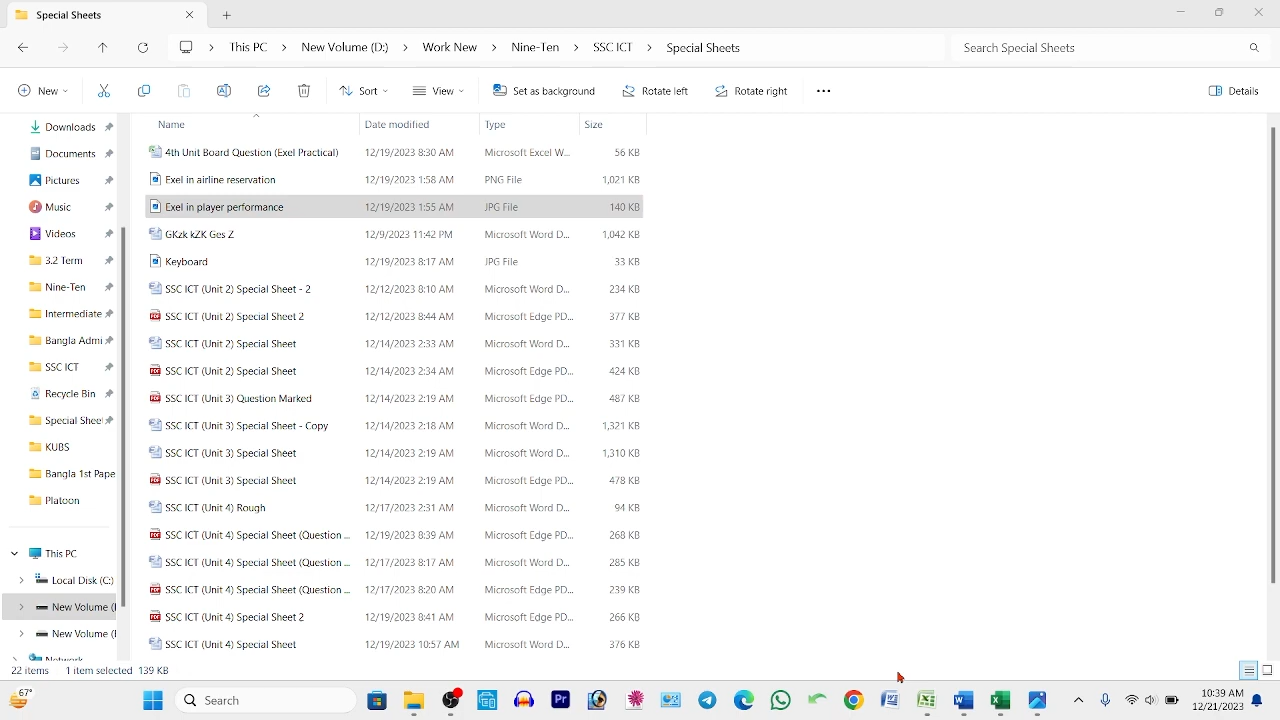 Special Sheets
This PC > New Volume (D:) > Work New > Nine-Ten > SSC ICT > Special Sheets
Search Special Sheets
New
Sort
View
Set as background
Rotate left
Rotate right
Details
Name Date modified Type Size
Downloads
Documents
Pictures
Music
Videos
3.2 Term
Nine-Ten
Intermediate
Bangla Admi
SSC ICT
Recycle Bin
Special Sheet
KUBS
Bangla 1st Pape
Platoon
This PC
Local Disk (C:)
New Volume (
New Volume (
Network
4th Unit Board Question (Exel Practical) 12/19/2023 8:30 AM Microsoft Excel W... 56 KB
Exel in airline reservation 12/19/2023 1:58 AM PNG File 1,021 KB
Exel in player performance 12/19/2023 1:55 AM JPG File 140 KB
GKzk kZK Ges Z 12/9/2023 11:42 PM Microsoft Word D... 1,042 KB
Keyboard 12/19/2023 8:17 AM JPG File 33 KB
SSC ICT (Unit 2) Special Sheet - 2 12/12/2023 8:10 AM Microsoft Word D... 234 KB
SSC ICT (Unit 2) Special Sheet 2 12/12/2023 8:44 AM Microsoft Edge PD... 377 KB
SSC ICT (Unit 2) Special Sheet 12/14/2023 2:33 AM Microsoft Word D... 331 KB
SSC ICT (Unit 2) Special Sheet 12/14/2023 2:34 AM Microsoft Edge PD... 424 KB
SSC ICT (Unit 3) Question Marked 12/14/2023 2:19 AM Microsoft Edge PD... 487 KB
SSC ICT (Unit 3) Special Sheet - Copy 12/14/2023 2:18 AM Microsoft Word D... 1,321 KB
SSC ICT (Unit 3) Special Sheet 12/14/2023 2:19 AM Microsoft Word D... 1,310 KB
SSC ICT (Unit 3) Special Sheet 12/14/2023 2:19 AM Microsoft Edge PD... 478 KB
SSC ICT (Unit 4) Rough 12/17/2023 2:31 AM Microsoft Word D... 94 KB
SSC ICT (Unit 4) Special Sheet (Question ... 12/19/2023 8:39 AM Microsoft Edge PD... 268 KB
SSC ICT (Unit 4) Special Sheet (Question ... 12/17/2023 8:17 AM Microsoft Word D... 285 KB
SSC ICT (Unit 4) Special Sheet (Question ... 12/17/2023 8:20 AM Microsoft Edge PD... 239 KB
SSC ICT (Unit 4) Special Sheet 2 12/19/2023 8:41 AM Microsoft Edge PD... 266 KB
SSC ICT (Unit 4) Special Sheet 12/19/2023 10:57 AM Microsoft Word D... 376 KB
22 items 1 item selected 139 KB
67°
Search
10:39 AM
12/21/2023